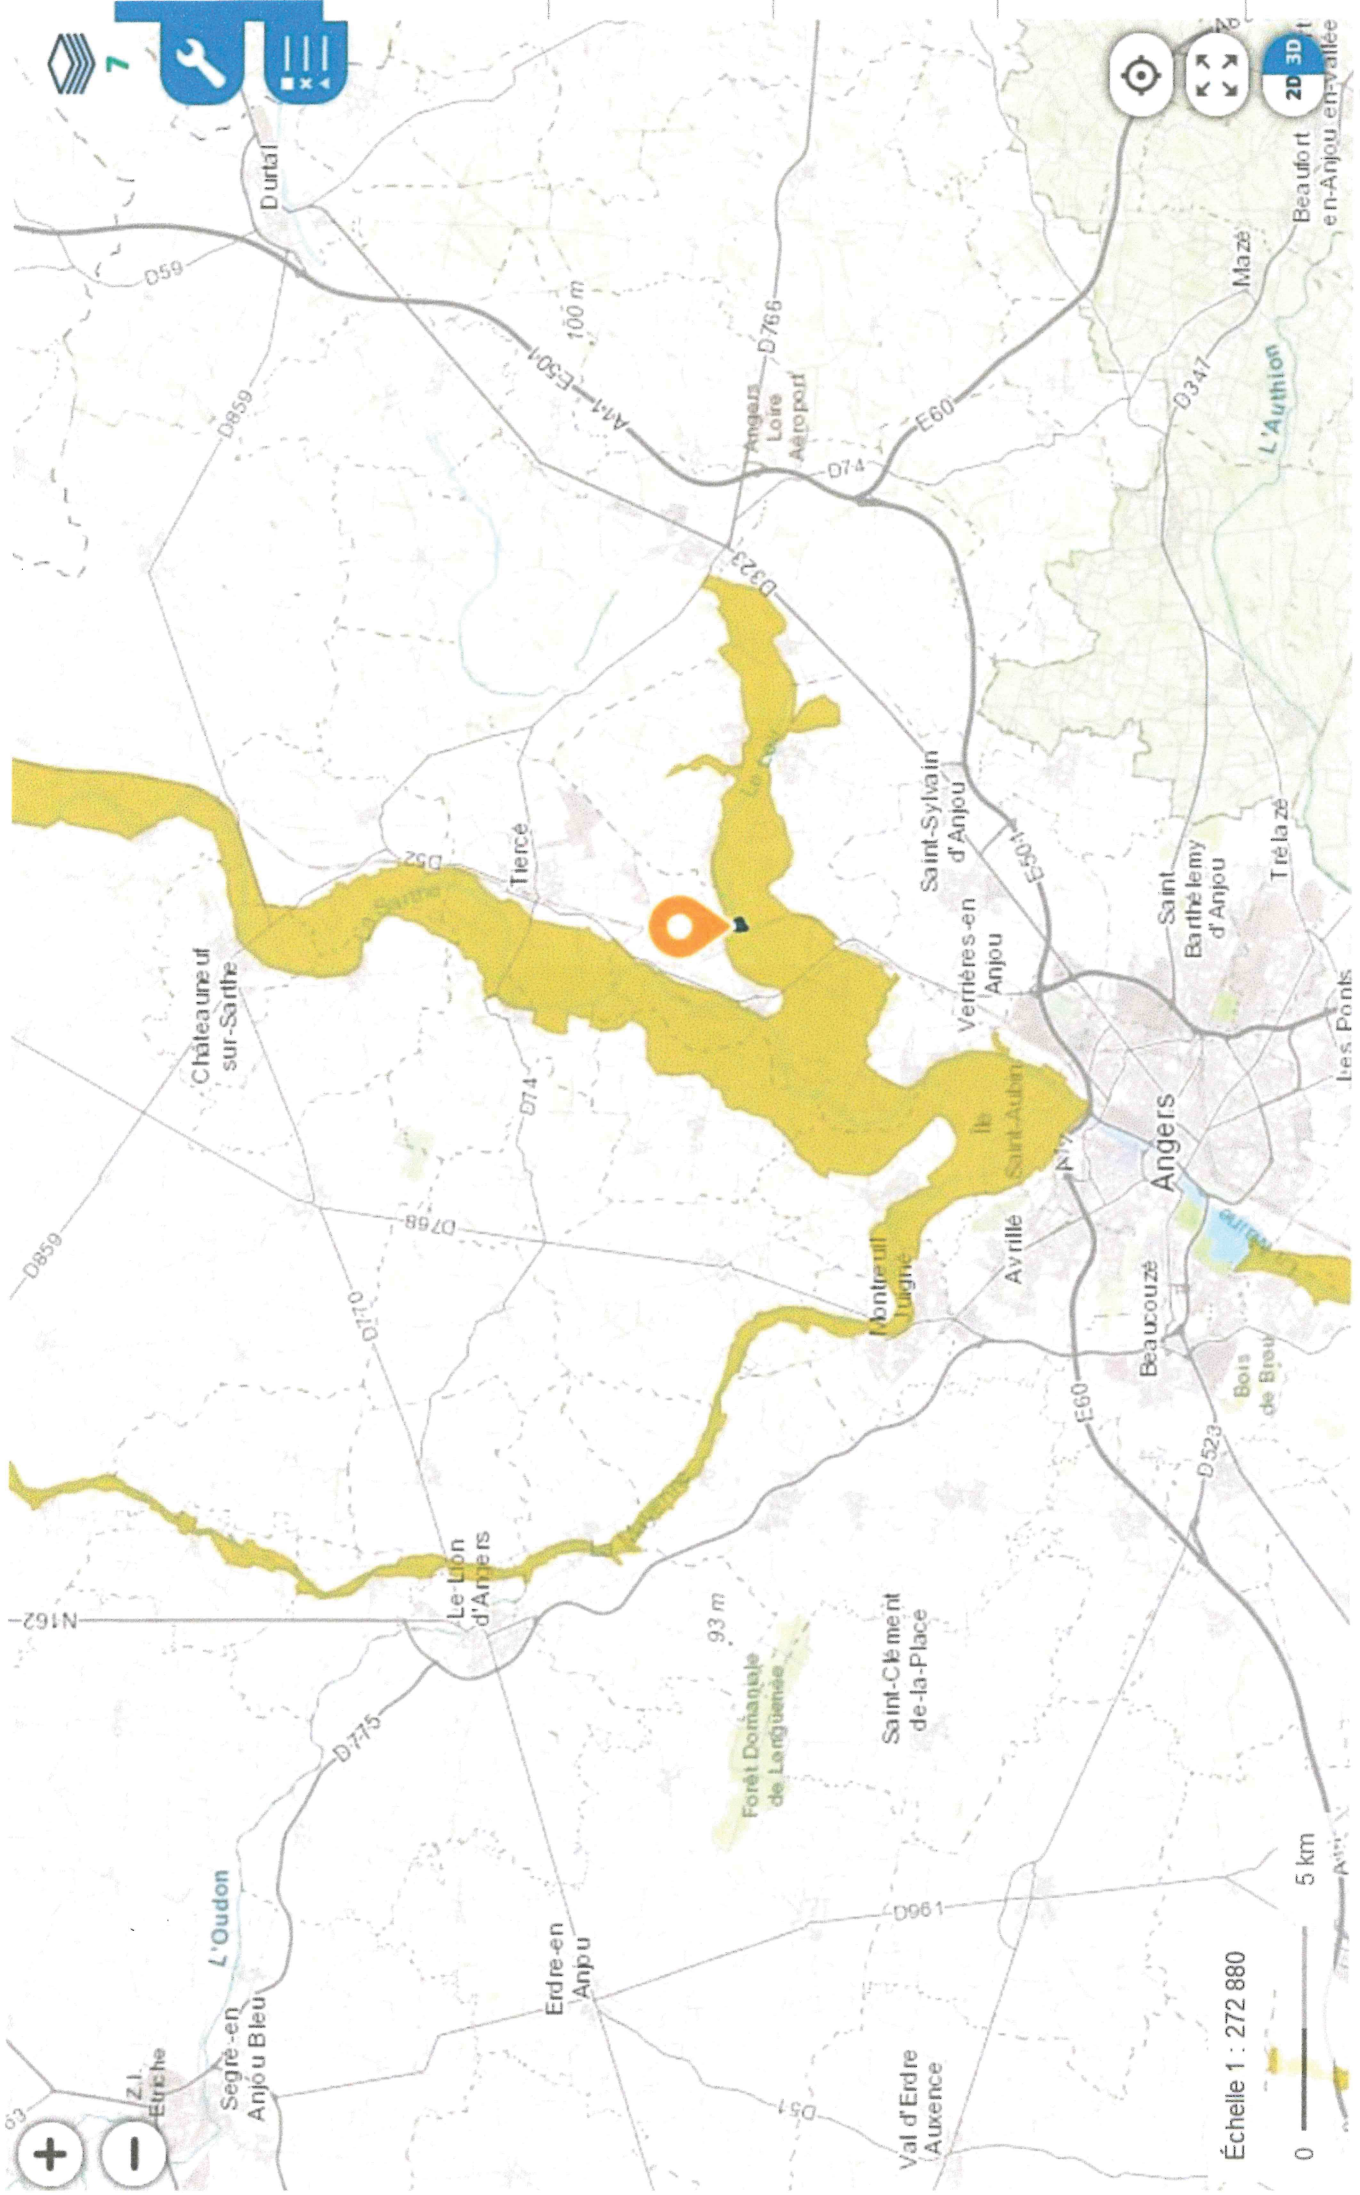 Z.I.
Étriché
Segré-en
Anjou Bleu
L'Oudon
N162
D859
D59
Durtal
7
Châteauneuf
sur-Sarthe
D859
D775
D770
La Sarthe
D52
Le-Lion
d'Angers
D768
D74
Tiercé
E501
A11
100 m
Erdre-en
Anjou
93 m
Forêt Domaniale
de Longuenée
D323
D766
Angers
Loire
Aéroport
D74
D51
Val d'Erdre
Auxence
D961
Saint-Clément
de-la-Place
Montreuil
Juigné
Saint-Sylvain
d'Anjou
E60
Verrières-en
Anjou
Île
Saint-Aubin
Avrillé
E501
E60
Beaucouzé
Angers
Saint
Barthélemy
d'Anjou
D523
D347
Bois
de Brou
Mazé
L'Authion
Trélazé
Beaufort
en-Anjou en-vallée
Les Ponts
Échelle 1 : 272 880
0
5 km
2D
3D